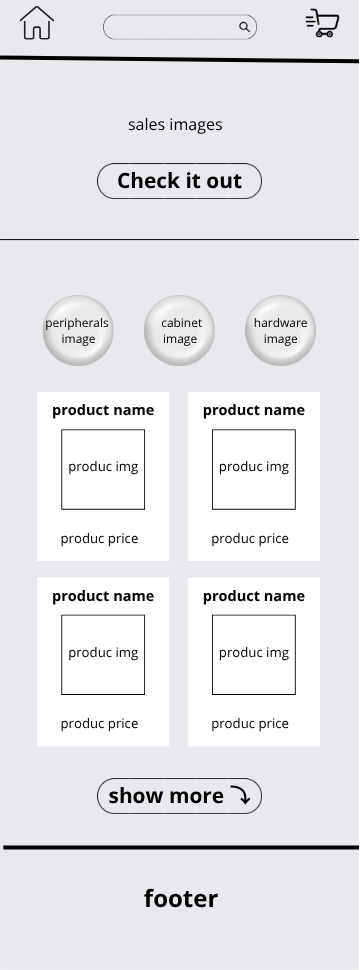 sales images
Check it out
peripherals
image
cabinet
image
hardware
image
product name
produc img
produc price
product name
produc img
produc price
product name
produc img
produc price
product name
produc img
produc price
show more
footer